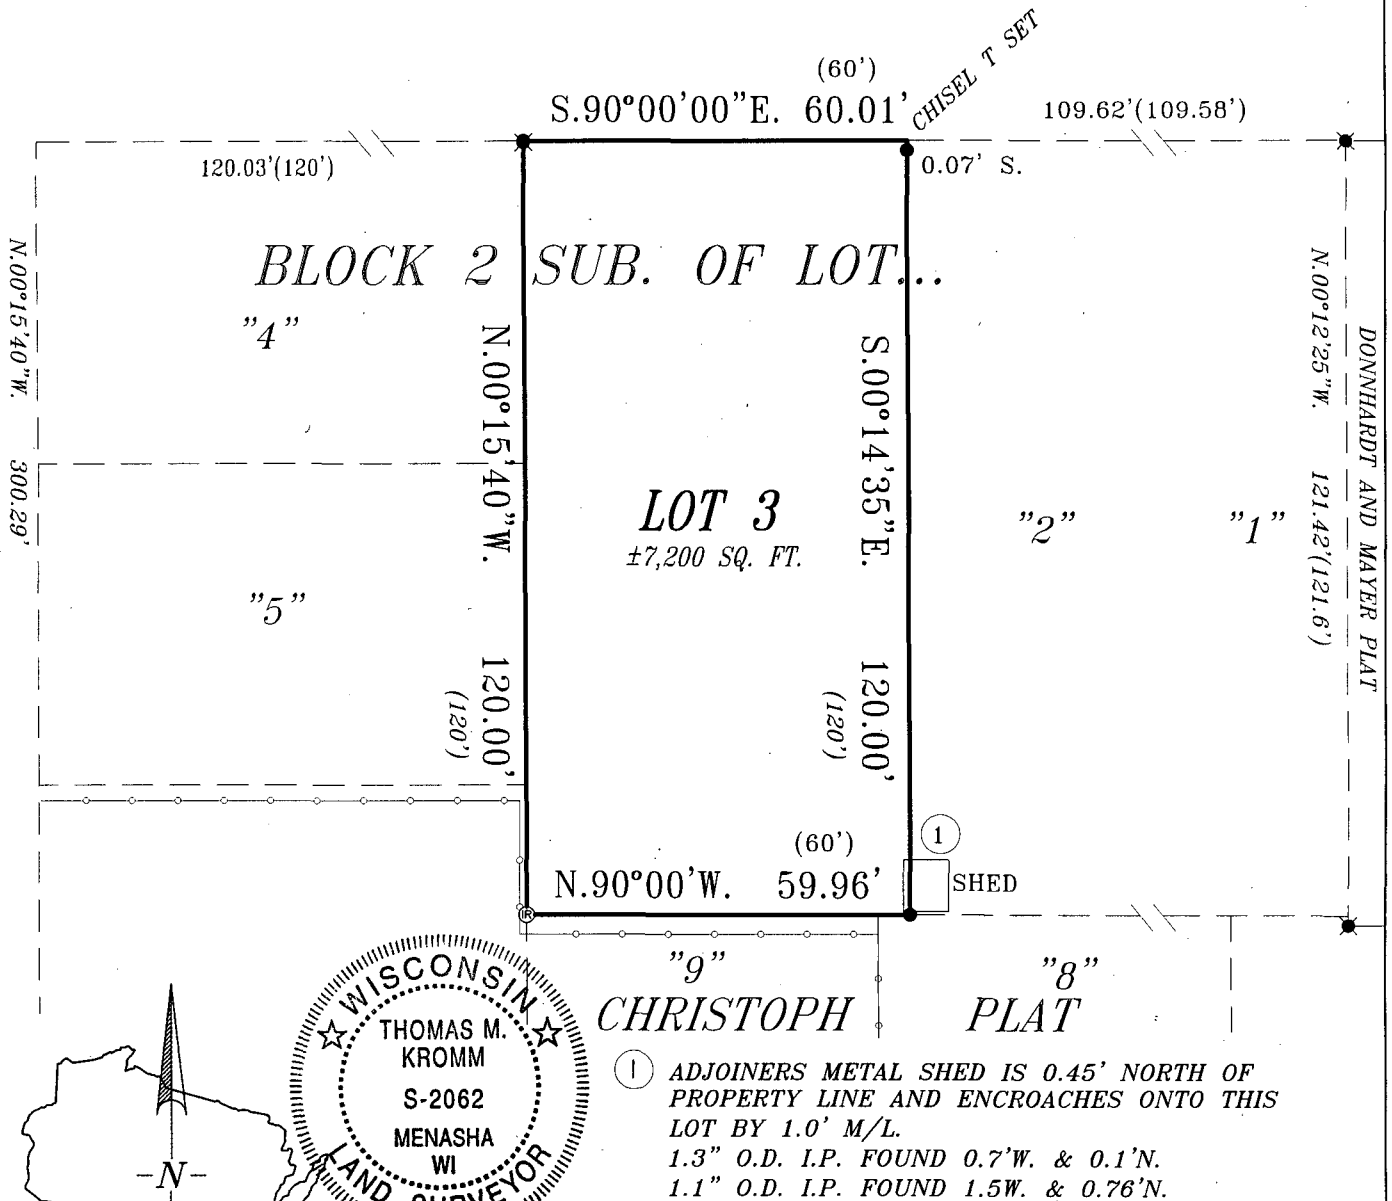 CHISEL T SET
(60')
S.90°00'00"E. 60.01'
109.62'(109.58')
120.03'(120')
0.07' S.
BLOCK 2 SUB. OF LOT...
"4"
N.00°15'40"W. 300.29'
N.00°15'40"W. 120.00'
(120')
S.00°14'35"E. 120.00'
(120')
N.00°12'25"W. 121.42'(121.6')
DONNHARDT AND MAYER PLAT
LOT 3
±7,200 SQ. FT.
"2"
"1"
"5"
(60')
N.90°00'W. 59.96'
1
SHED
IR
"9"
"8"
CHRISTOPH PLAT
WISCONSIN
THOMAS M.
KROMM
S-2062
MENASHA
WI
LAND SURVEYOR
-N-
1 ADJOINERS METAL SHED IS 0.45' NORTH OF
PROPERTY LINE AND ENCROACHES ONTO THIS
LOT BY 1.0' M/L.
1.3" O.D. I.P. FOUND 0.7'W. & 0.1'N.
1.1" O.D. I.P. FOUND 1.5W. & 0.76'N.